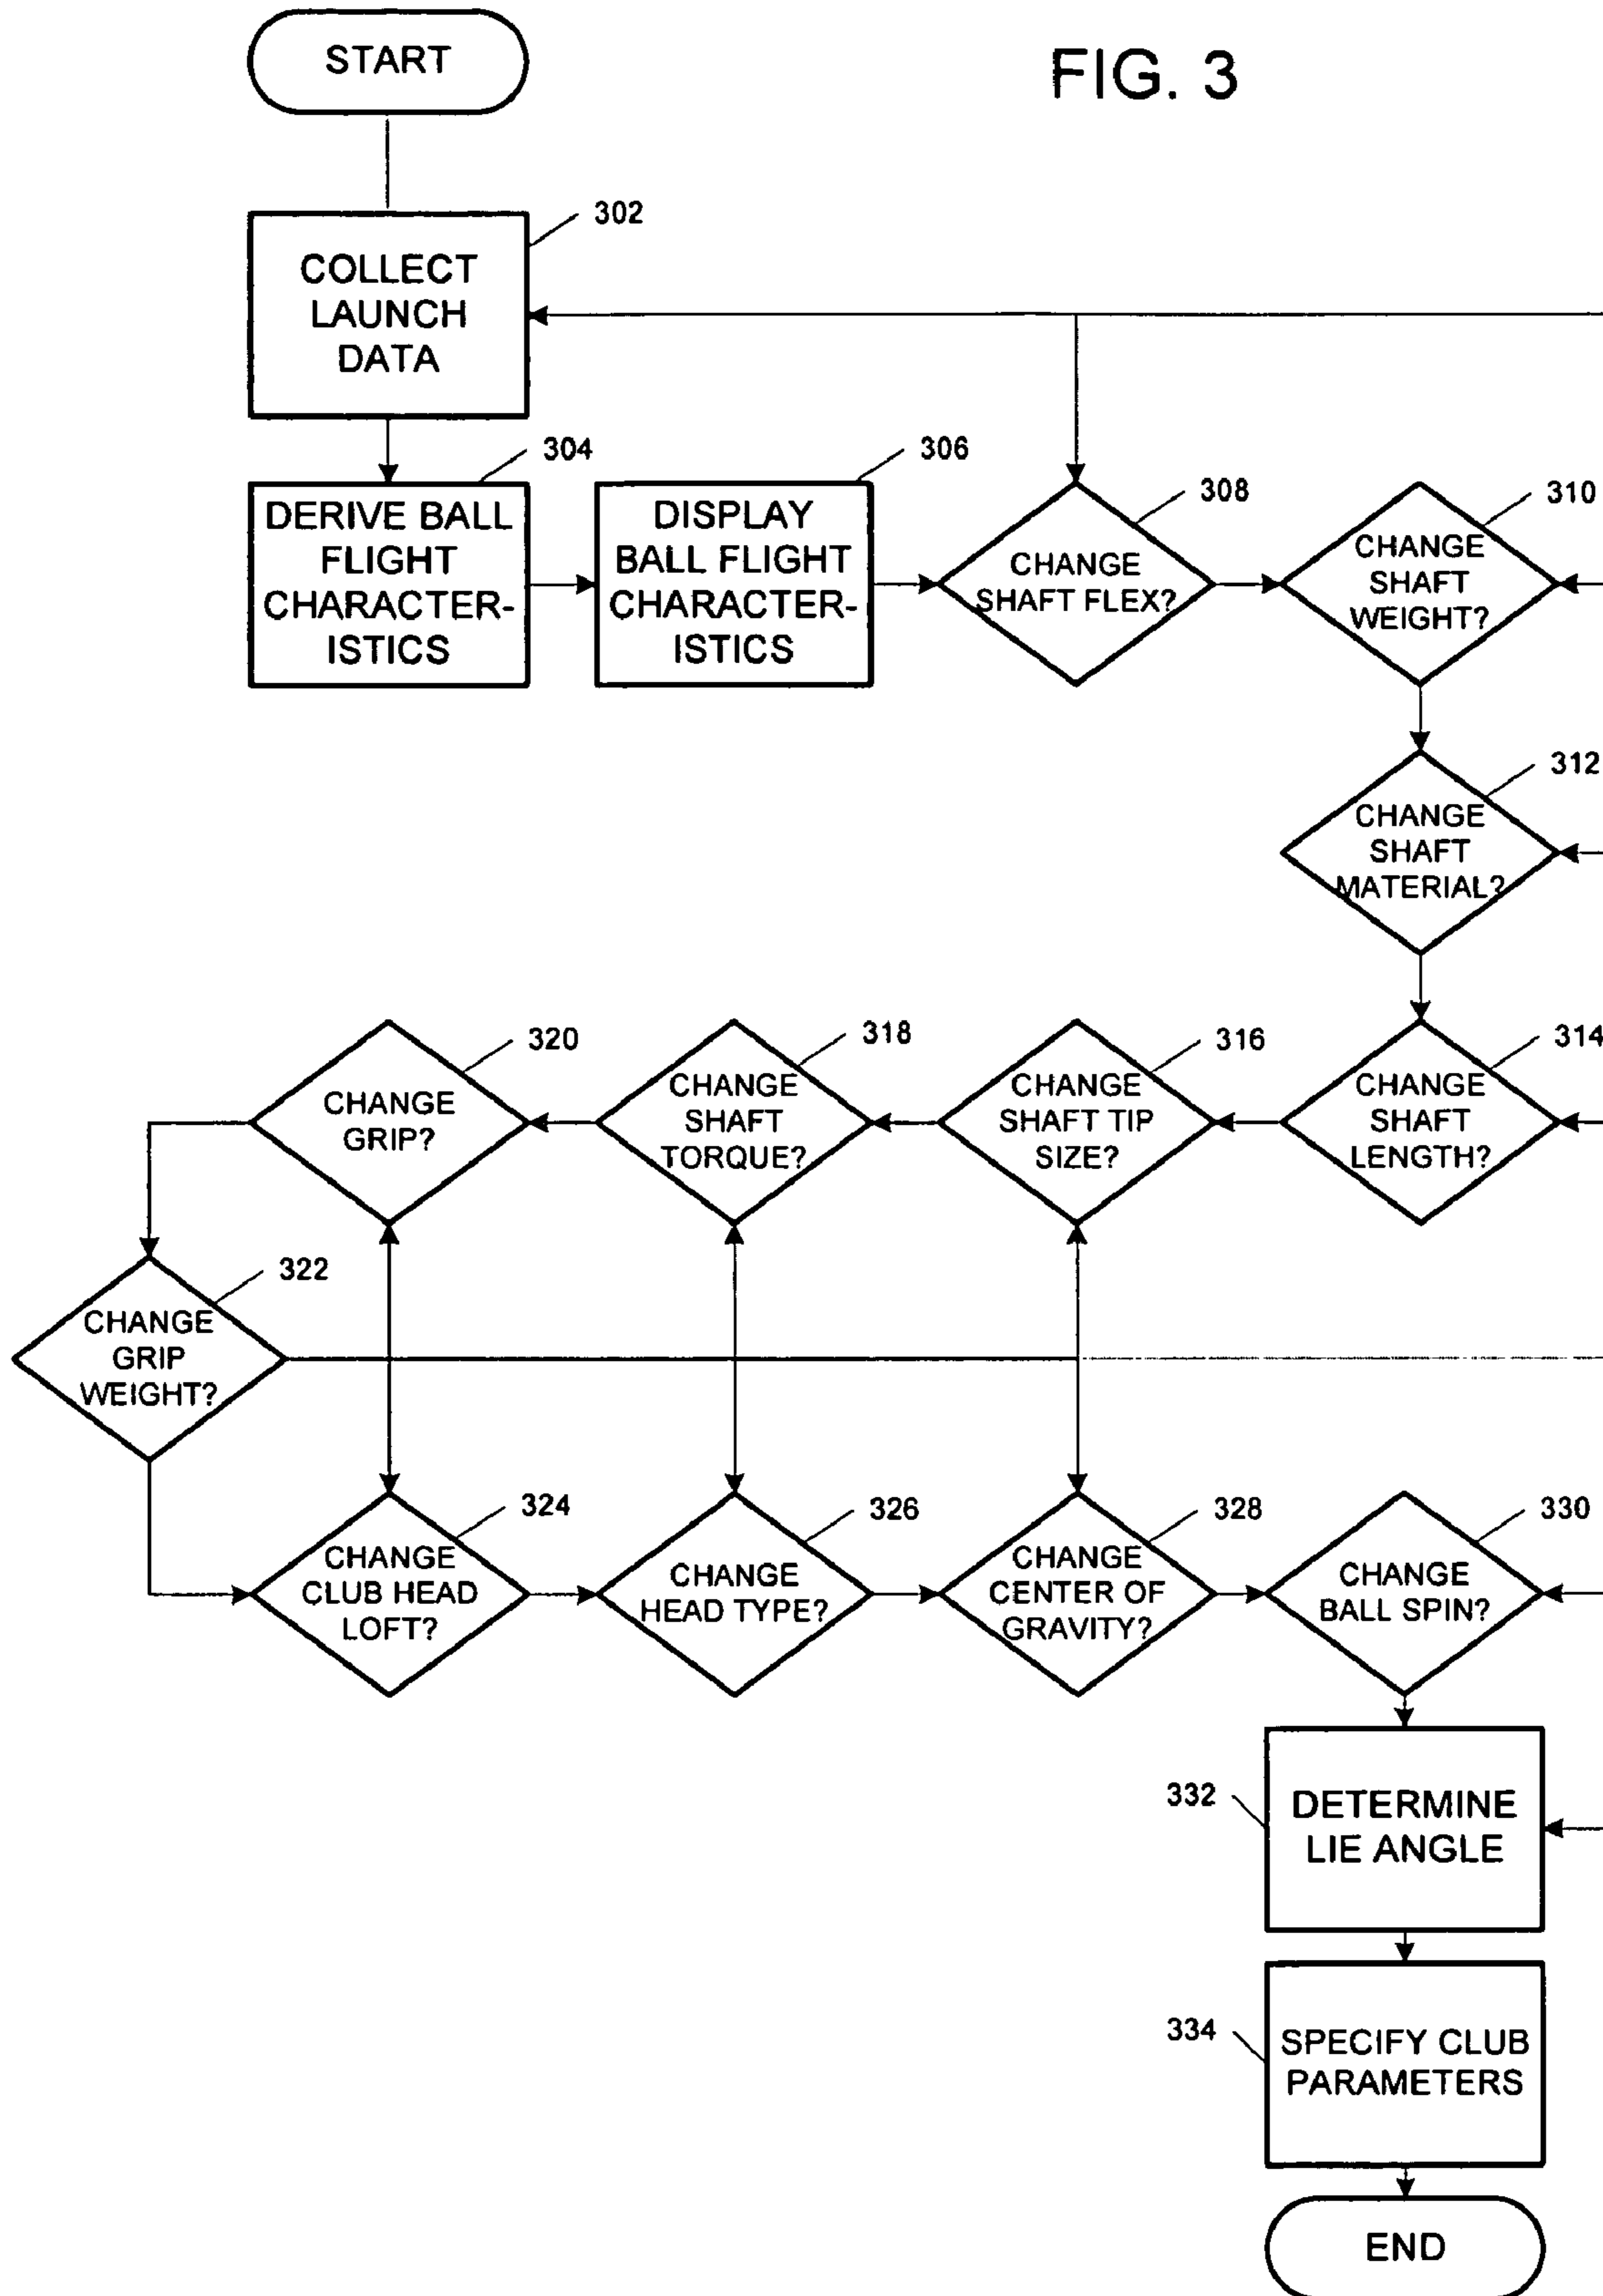 START
FIG. 3
302
COLLECT
LAUNCH
DATA
304
DERIVE BALL
FLIGHT
CHARACTER-
ISTICS
306
DISPLAY
BALL FLIGHT
CHARACTER-
ISTICS
308
CHANGE
SHAFT FLEX?
310
CHANGE
SHAFT
WEIGHT?
312
CHANGE
SHAFT
MATERIAL?
314
CHANGE
SHAFT
LENGTH?
316
CHANGE
SHAFT TIP
SIZE?
318
CHANGE
SHAFT
TORQUE?
320
CHANGE
GRIP?
322
CHANGE
GRIP
WEIGHT?
324
CHANGE
CLUB HEAD
LOFT?
326
CHANGE
HEAD TYPE?
328
CHANGE
CENTER OF
GRAVITY?
330
CHANGE
BALL SPIN?
332
DETERMINE
LIE ANGLE
334
SPECIFY CLUB
PARAMETERS
END